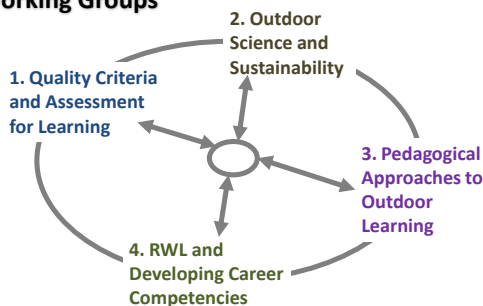 Groups
2. Outdoor
Science and
Sustainability
1. Quality Criteria
and Assessment
for Learning
3. Pedagogical
Approaches to
Outdoor
Learning
4. RWL and
Developing Career
Competencies